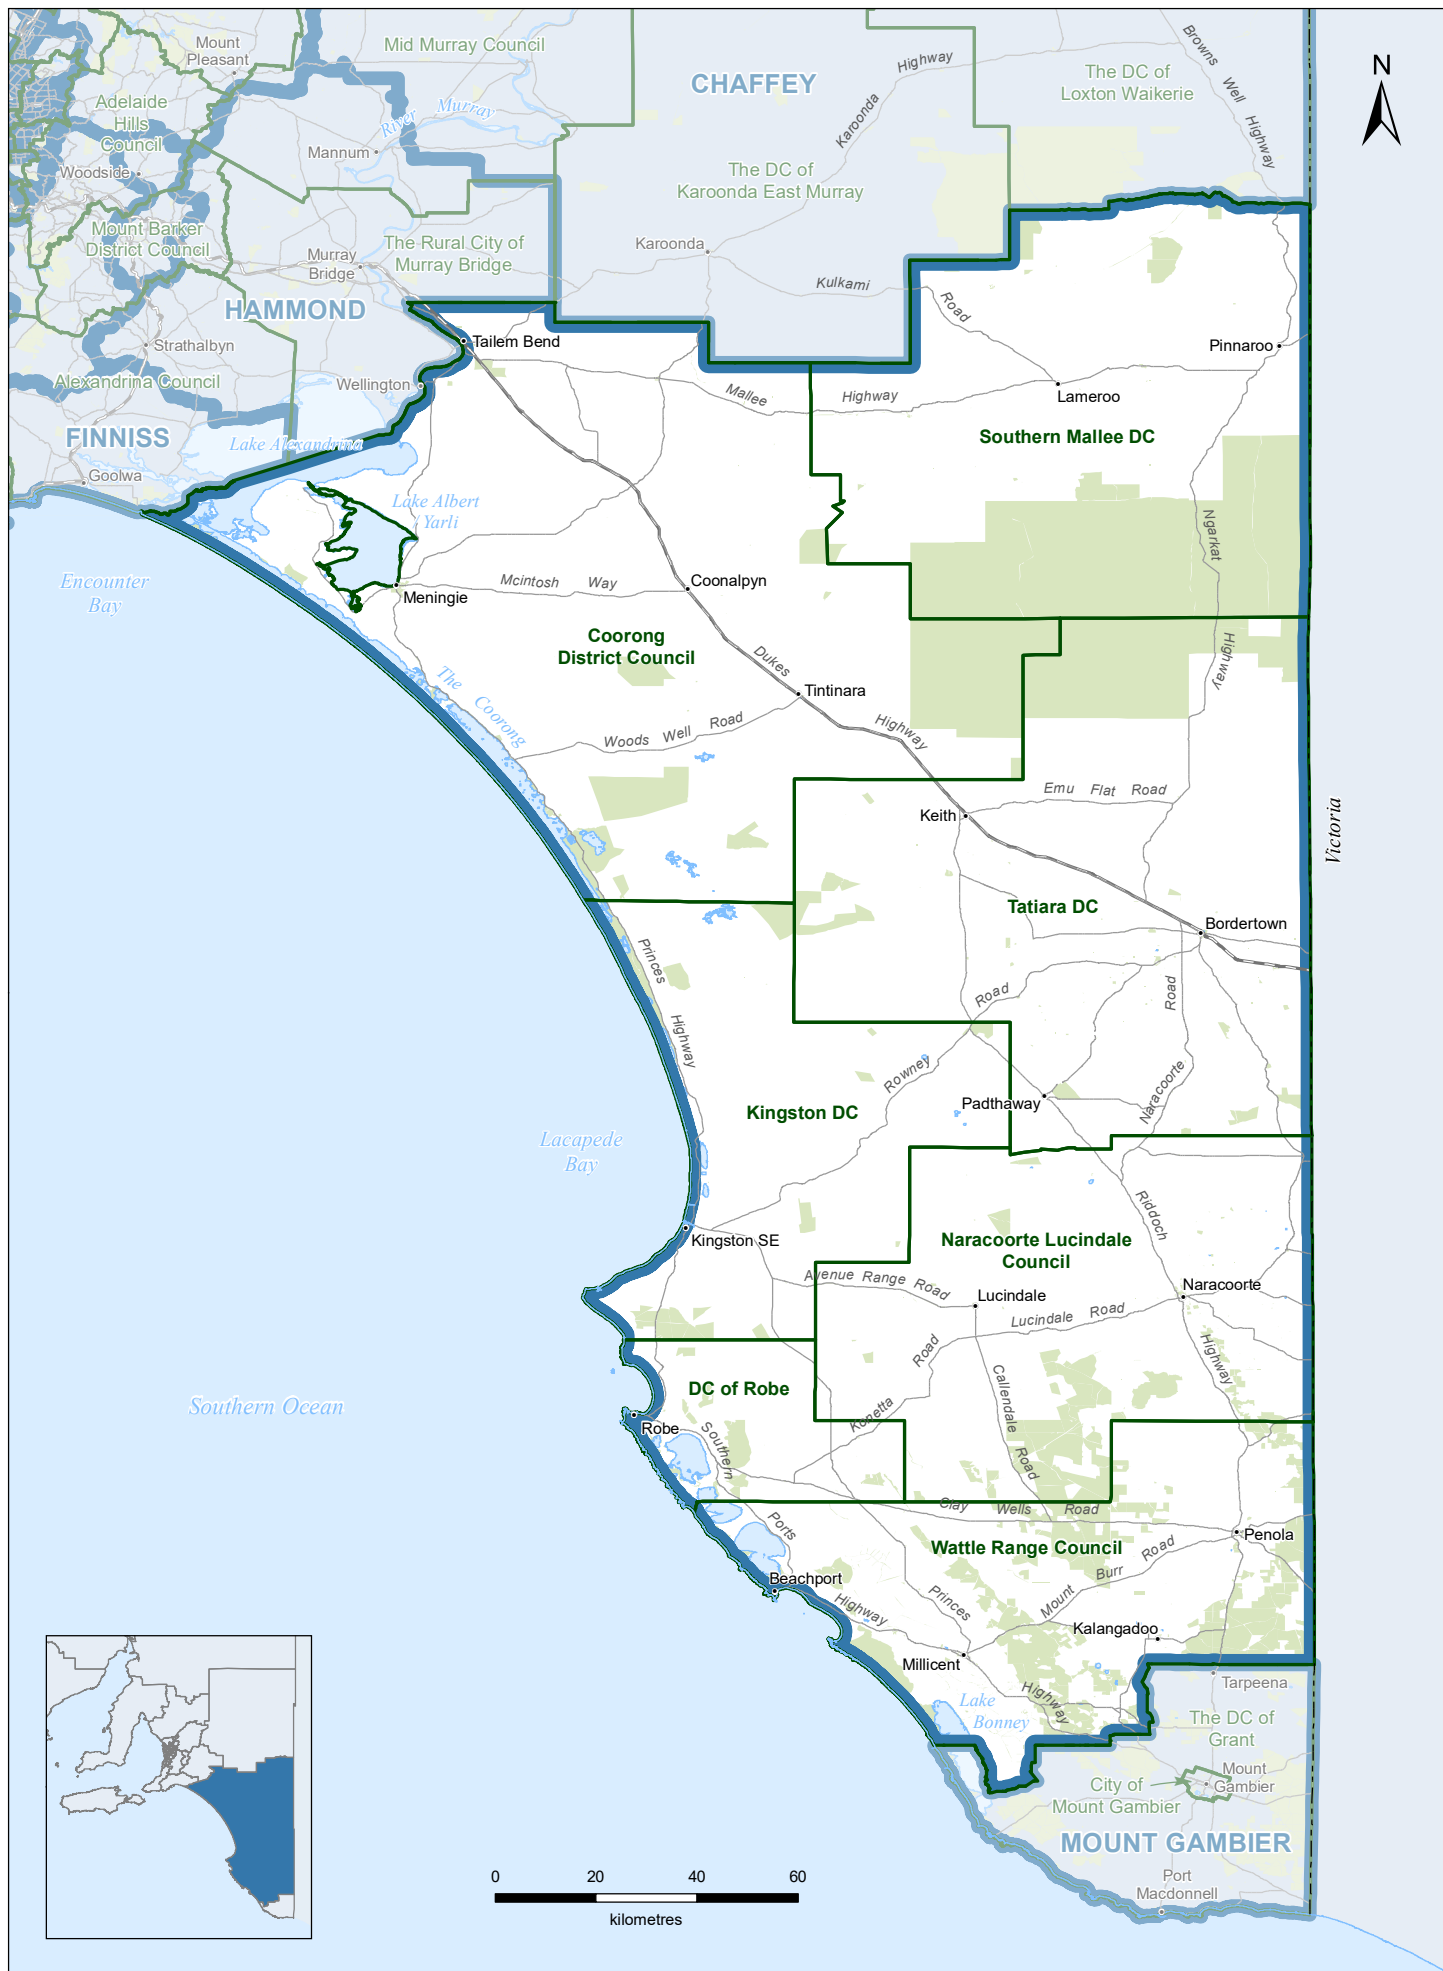 Mount
Pleasant
Mid Murray Council
CHAFFEY
Karoonda Highway
Browns Well Highway
The DC of
Loxton Waikerie
N
Adelaide
Hills
Council
River Murray
Mannum
Woodside
The DC of
Karoonda East Murray
Mount Barker
District Council
The Rural City of
Murray Bridge
Murray
Bridge
Karoonda
Kulkami Road
HAMMOND
Strathalbyn
Tailem Bend
Pinnaroo
Alexandrina Council
Wellington
Mallee Highway
Lameroo
FINNISS
Lake Alexandrina
Southern Mallee DC
Goolwa
Lake Albert
/ Yarli
Ngarkat Highway
Encounter
Bay
Mcintosh Way
Coonalpyn
Meningie
Coorong
District Council
Dukes Highway
The Coorong
Tintinara
Woods Well Road
Emu Flat Road
Keith
Victoria
Tatiara DC
Bordertown
Princes Highway
Rowney Road
Naracoorte Road
Padthaway
Kingston DC
Lacapede
Bay
Riddoch Highway
Kingston SE
Naracoorte Lucindale
Council
Avenue Range Road
Lucindale
Naracoorte
Lucindale Road
Konetta Road
Callendale Road
DC of Robe
Southern Ocean
Robe
Southern Ports Highway
Clay Wells Road
Penola
Wattle Range Council
Mount Burr Road
Beachport
Princes Highway
Kalangadoo
Millicent
Tarpeena
Lake
Bonney
The DC of
Grant
Mount
Gambier
City of
Mount Gambier
MOUNT GAMBIER
Port
Macdonnell
0 20 40 60
kilometres